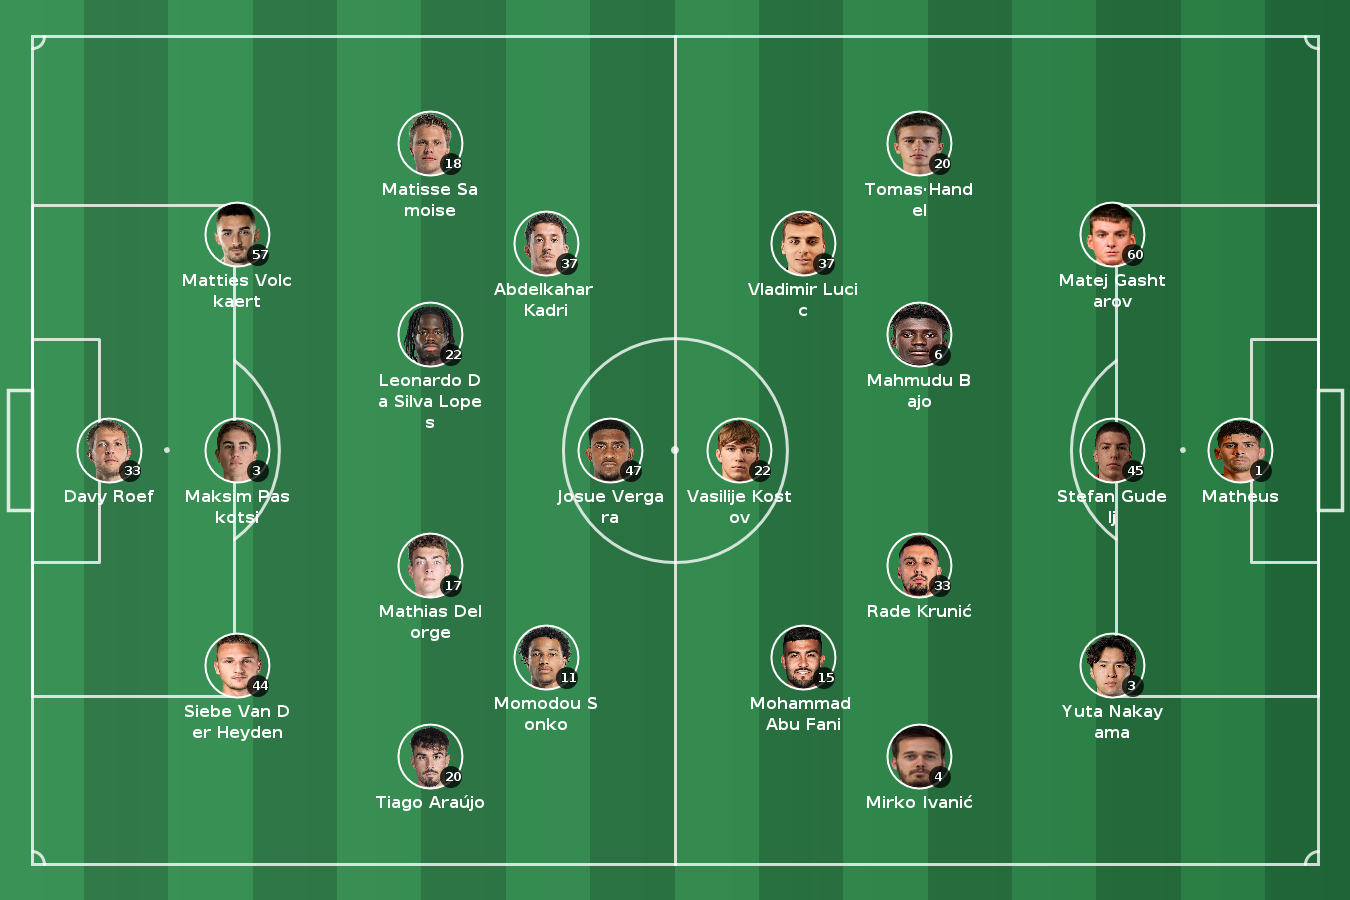 18
Matisse Sa
moise
20
Tomas Hand
el
57
Matties Volc
kaert
37
Abdelkahar
Kadri
37
Vladimir Luci
c
60
Matej Gasht
arov
22
Leonardo D
a Silva Lope
s
6
Mahmudu B
ajo
33
Davy Roef
3
Maksim Pas
kotsi
47
Josue Verga
ra
22
Vasilije Kost
ov
45
Stefan Gude
lj
1
Matheus
17
Mathias Del
orge
33
Rade Krunić
44
Siebe Van D
er Heyden
11
Momodou S
onko
15
Mohammad
Abu Fani
3
Yuta Nakay
ama
20
Tiago Araújo
4
Mirko Ivanić